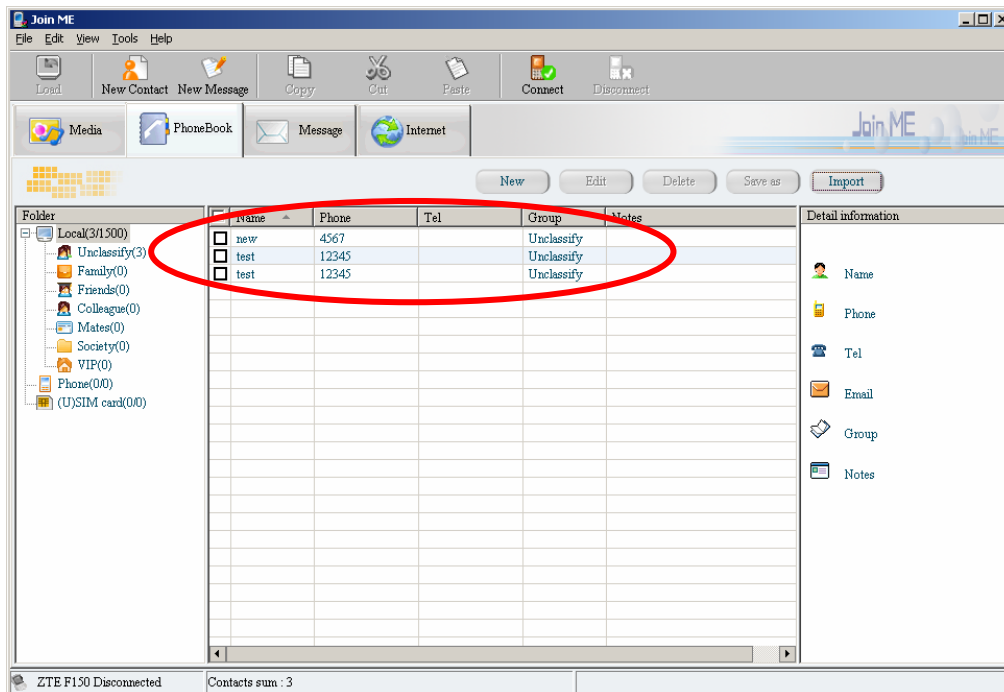 Join ME
File Edit View Tools Help
Load New Contact New Message Copy Cut Paste Connect Disconnect
Media PhoneBook Message Internet
Join ME Join ME
New Edit Delete Save as Import
Folder
Local(3/1500)
Unclassify(3)
Family(0)
Friends(0)
Colleague(0)
Mates(0)
Society(0)
VIP(0)
Phone(0/0)
(U)SIM card(0/0)
Name Phone Tel Group Notes
new 4567 Unclassify
test 12345 Unclassify
test 12345 Unclassify
Detail information
Name
Phone
Tel
Email
Group
Notes
ZTE F150 Disconnected Contacts sum : 3